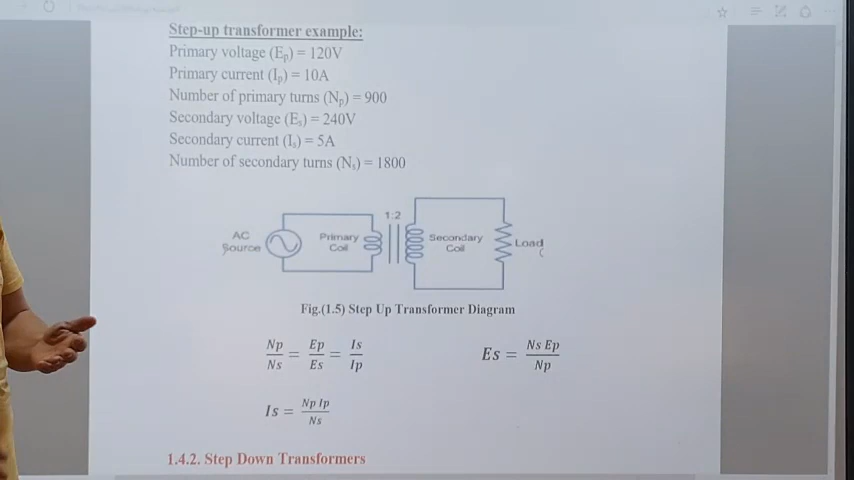 Step-up transformer example:
Primary voltage (Ep) = 120V
Primary current (Ip) = 10A
Number of primary turns (Np) = 900
Secondary voltage (Es) = 240V
Secondary current (Is) = 5A
Number of secondary turns (Ns) = 1800
1:2
AC Source
Primary Coil
Secondary Coil
Load
Fig.(1.5) Step Up Transformer Diagram
Np/Ns = Ep/Es = Is/Ip
Es = Ns Ep/Np
Is = Np Ip/Ns
1.4.2. Step Down Transformers